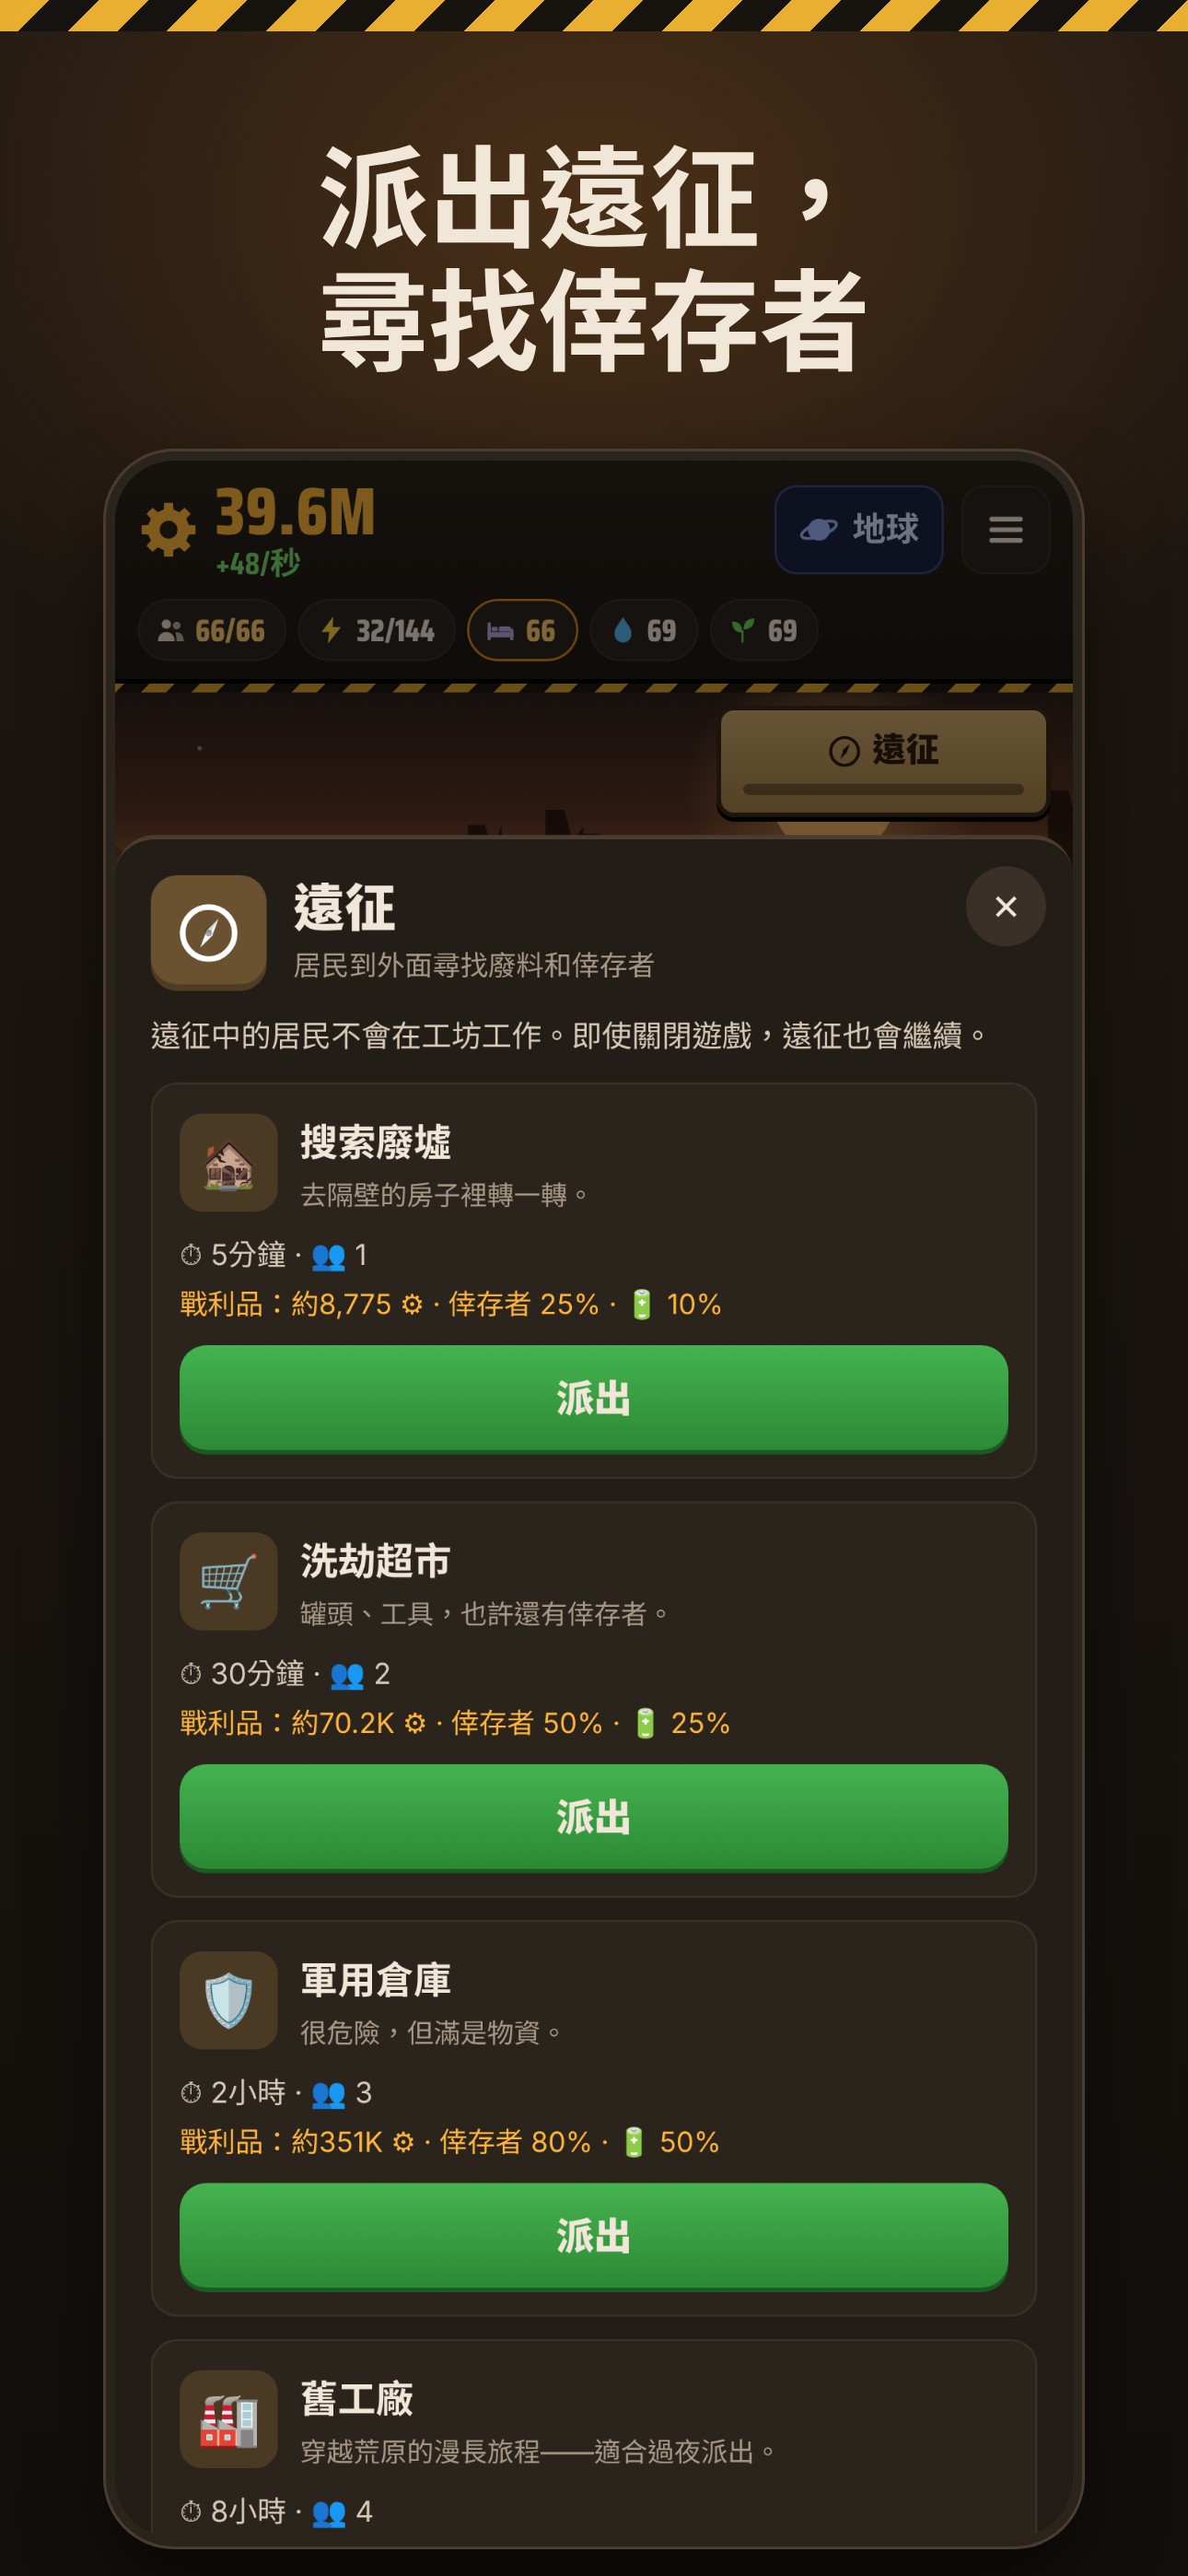 派出遠征，
尋找倖存者
39.6M
+48/秒
地球
66/66
32/144
66
69
69
遠征
遠征
居民到外面尋找廢料和倖存者
遠征中的居民不會在工坊工作。即使關閉遊戲，遠征也會繼續。
搜索廢墟
去隔壁的房子裡轉一轉。
⏱ 5分鐘 · 👥 1
戰利品：約8,775 ⚙ · 倖存者 25% · 🔋 10%
派出
洗劫超市
罐頭、工具，也許還有倖存者。
⏱ 30分鐘 · 👥 2
戰利品：約70.2K ⚙ · 倖存者 50% · 🔋 25%
派出
軍用倉庫
很危險，但滿是物資。
⏱ 2小時 · 👥 3
戰利品：約351K ⚙ · 倖存者 80% · 🔋 50%
派出
舊工廠
穿越荒原的漫長旅程——適合過夜派出。
⏱ 8小時 · 👥 4